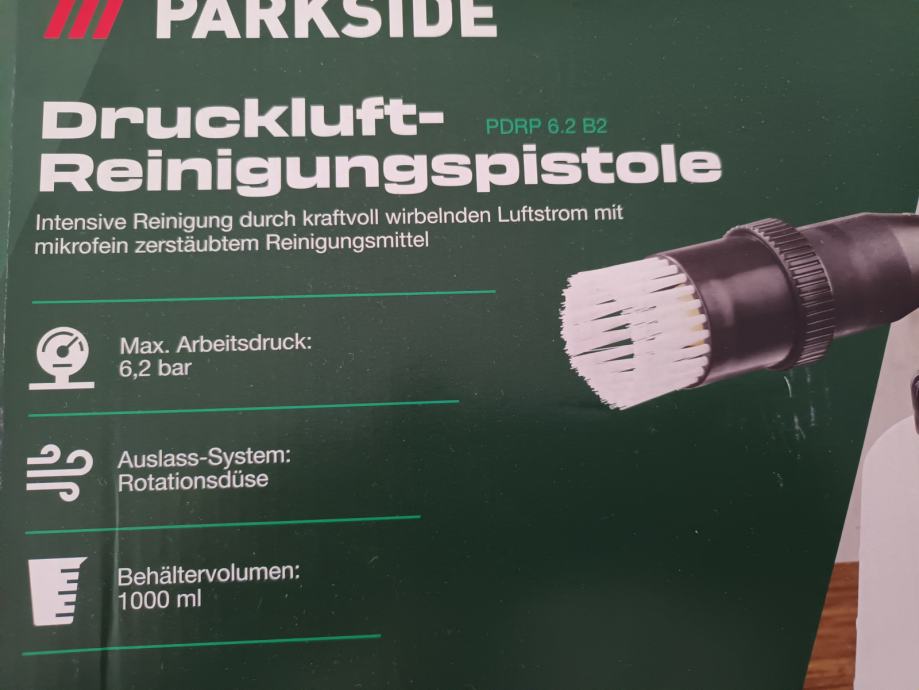 PARKSIDE
Druckluft-
PDRP 6.2 B2
Reinigungspistole
Intensive Reinigung durch kraftvoll wirbelnden Luftstrom mit
mikrofein zerstäubtem Reinigungsmittel
Max. Arbeitsdruck:
6,2 bar
Auslass-System:
Rotationsdüse
Behältervolumen:
1000 ml